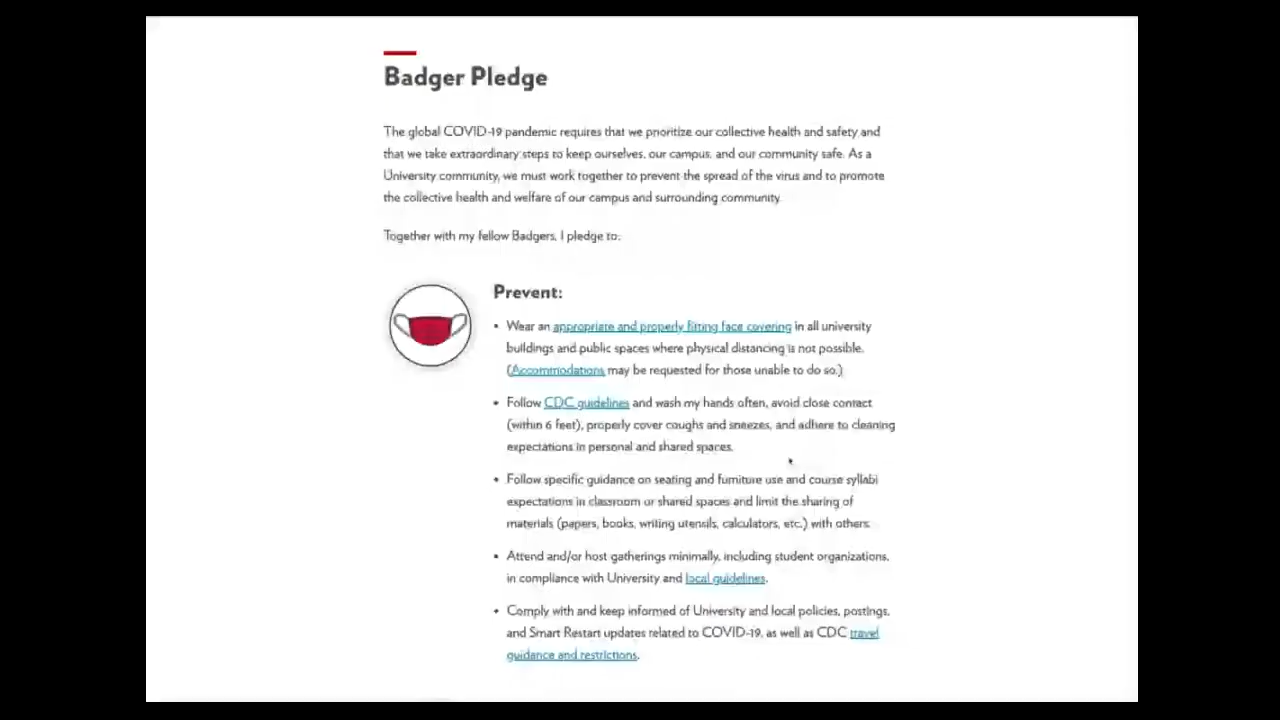 Badger Pledge
The global COVID-19 pandemic requires that we prioritize our collective health and safety and
that we take extraordinary steps to keep ourselves, our campus, and our community safe. As a
University community, we must work together to prevent the spread of the virus and to promote
the collective health and welfare of our campus and surrounding community.
Together with my fellow Badgers, I pledge to:
Prevent:
• Wear an appropriate and properly fitting face covering in all university
buildings and public spaces where physical distancing is not possible.
(Accommodations may be requested for those unable to do so.)
• Follow CDC guidelines and wash my hands often, avoid close contact
(within 6 feet), properly cover coughs and sneezes, and adhere to cleaning
expectations in personal and shared spaces.
• Follow specific guidance on seating and furniture use and course syllabi
expectations in classroom or shared spaces and limit the sharing of
materials (papers, books, writing utensils, calculators, etc.) with others.
• Attend and/or host gatherings minimally, including student organizations,
in compliance with University and local guidelines.
• Comply with and keep informed of University and local policies, postings,
and Smart Restart updates related to COVID-19, as well as CDC travel
guidance and restrictions.